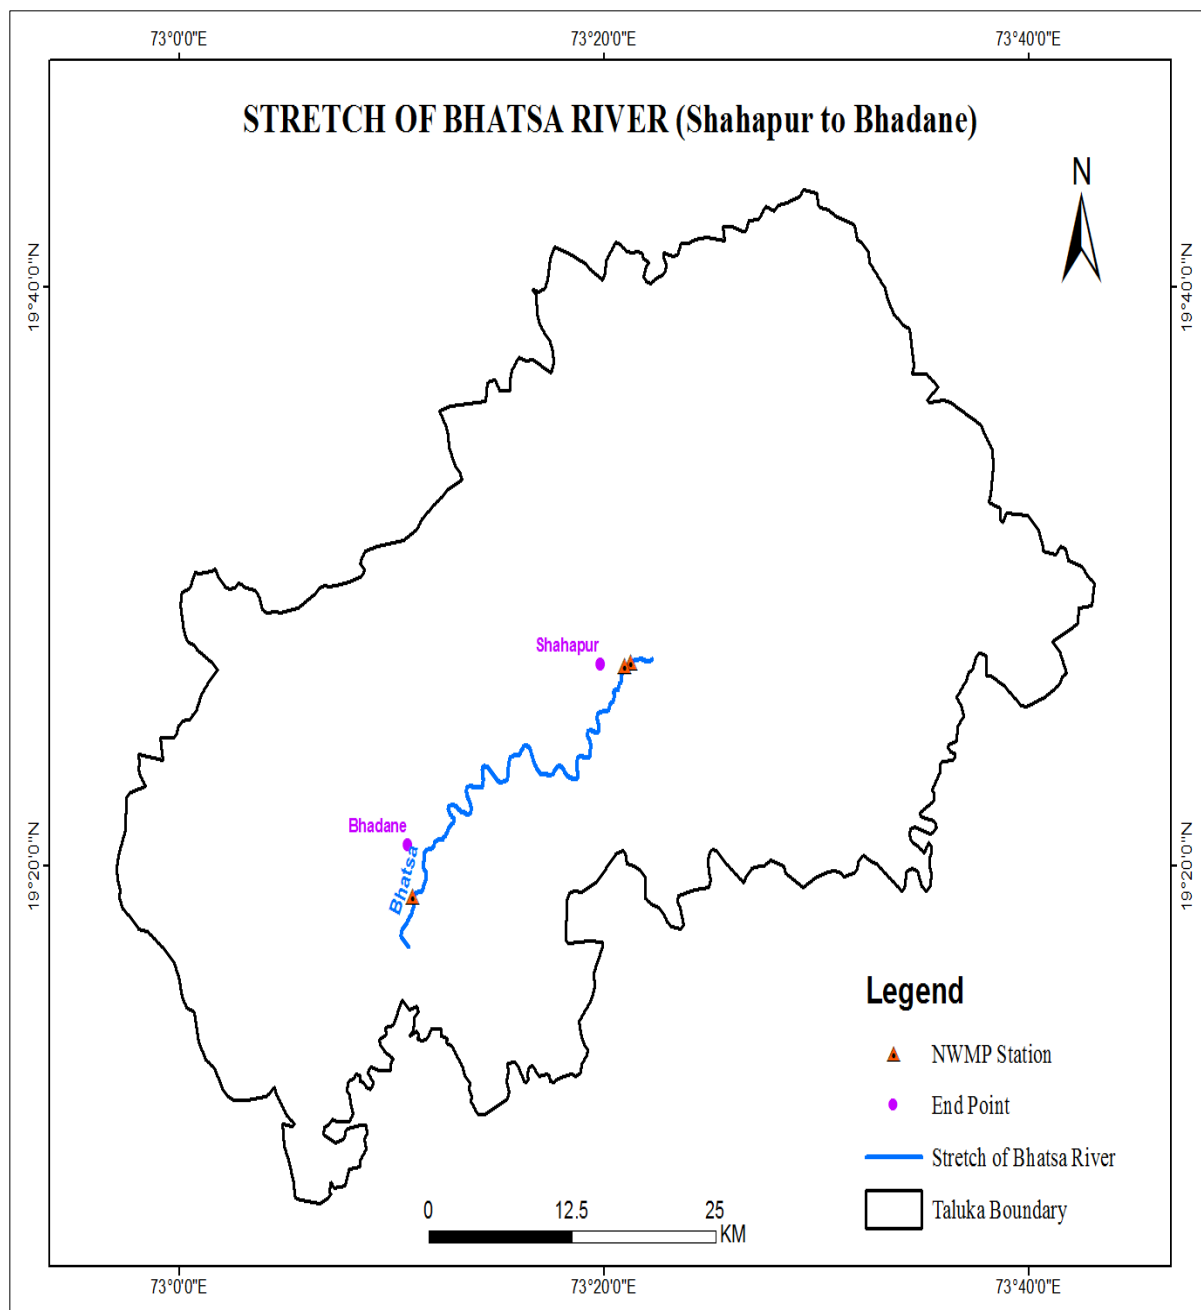 73°0'0"E 73°20'0"E 73°40'0"E
STRETCH OF BHATSA RIVER (Shahapur to Bhadane)
N
19°40'0"N 19°40'0"N
Shahapur
Bhadane
Bhatsa
19°20'0"N 19°20'0"N
Legend
NWMP Station
End Point
Stretch of Bhatsa River
Taluka Boundary
0 12.5 25
KM
73°0'0"E 73°20'0"E 73°40'0"E